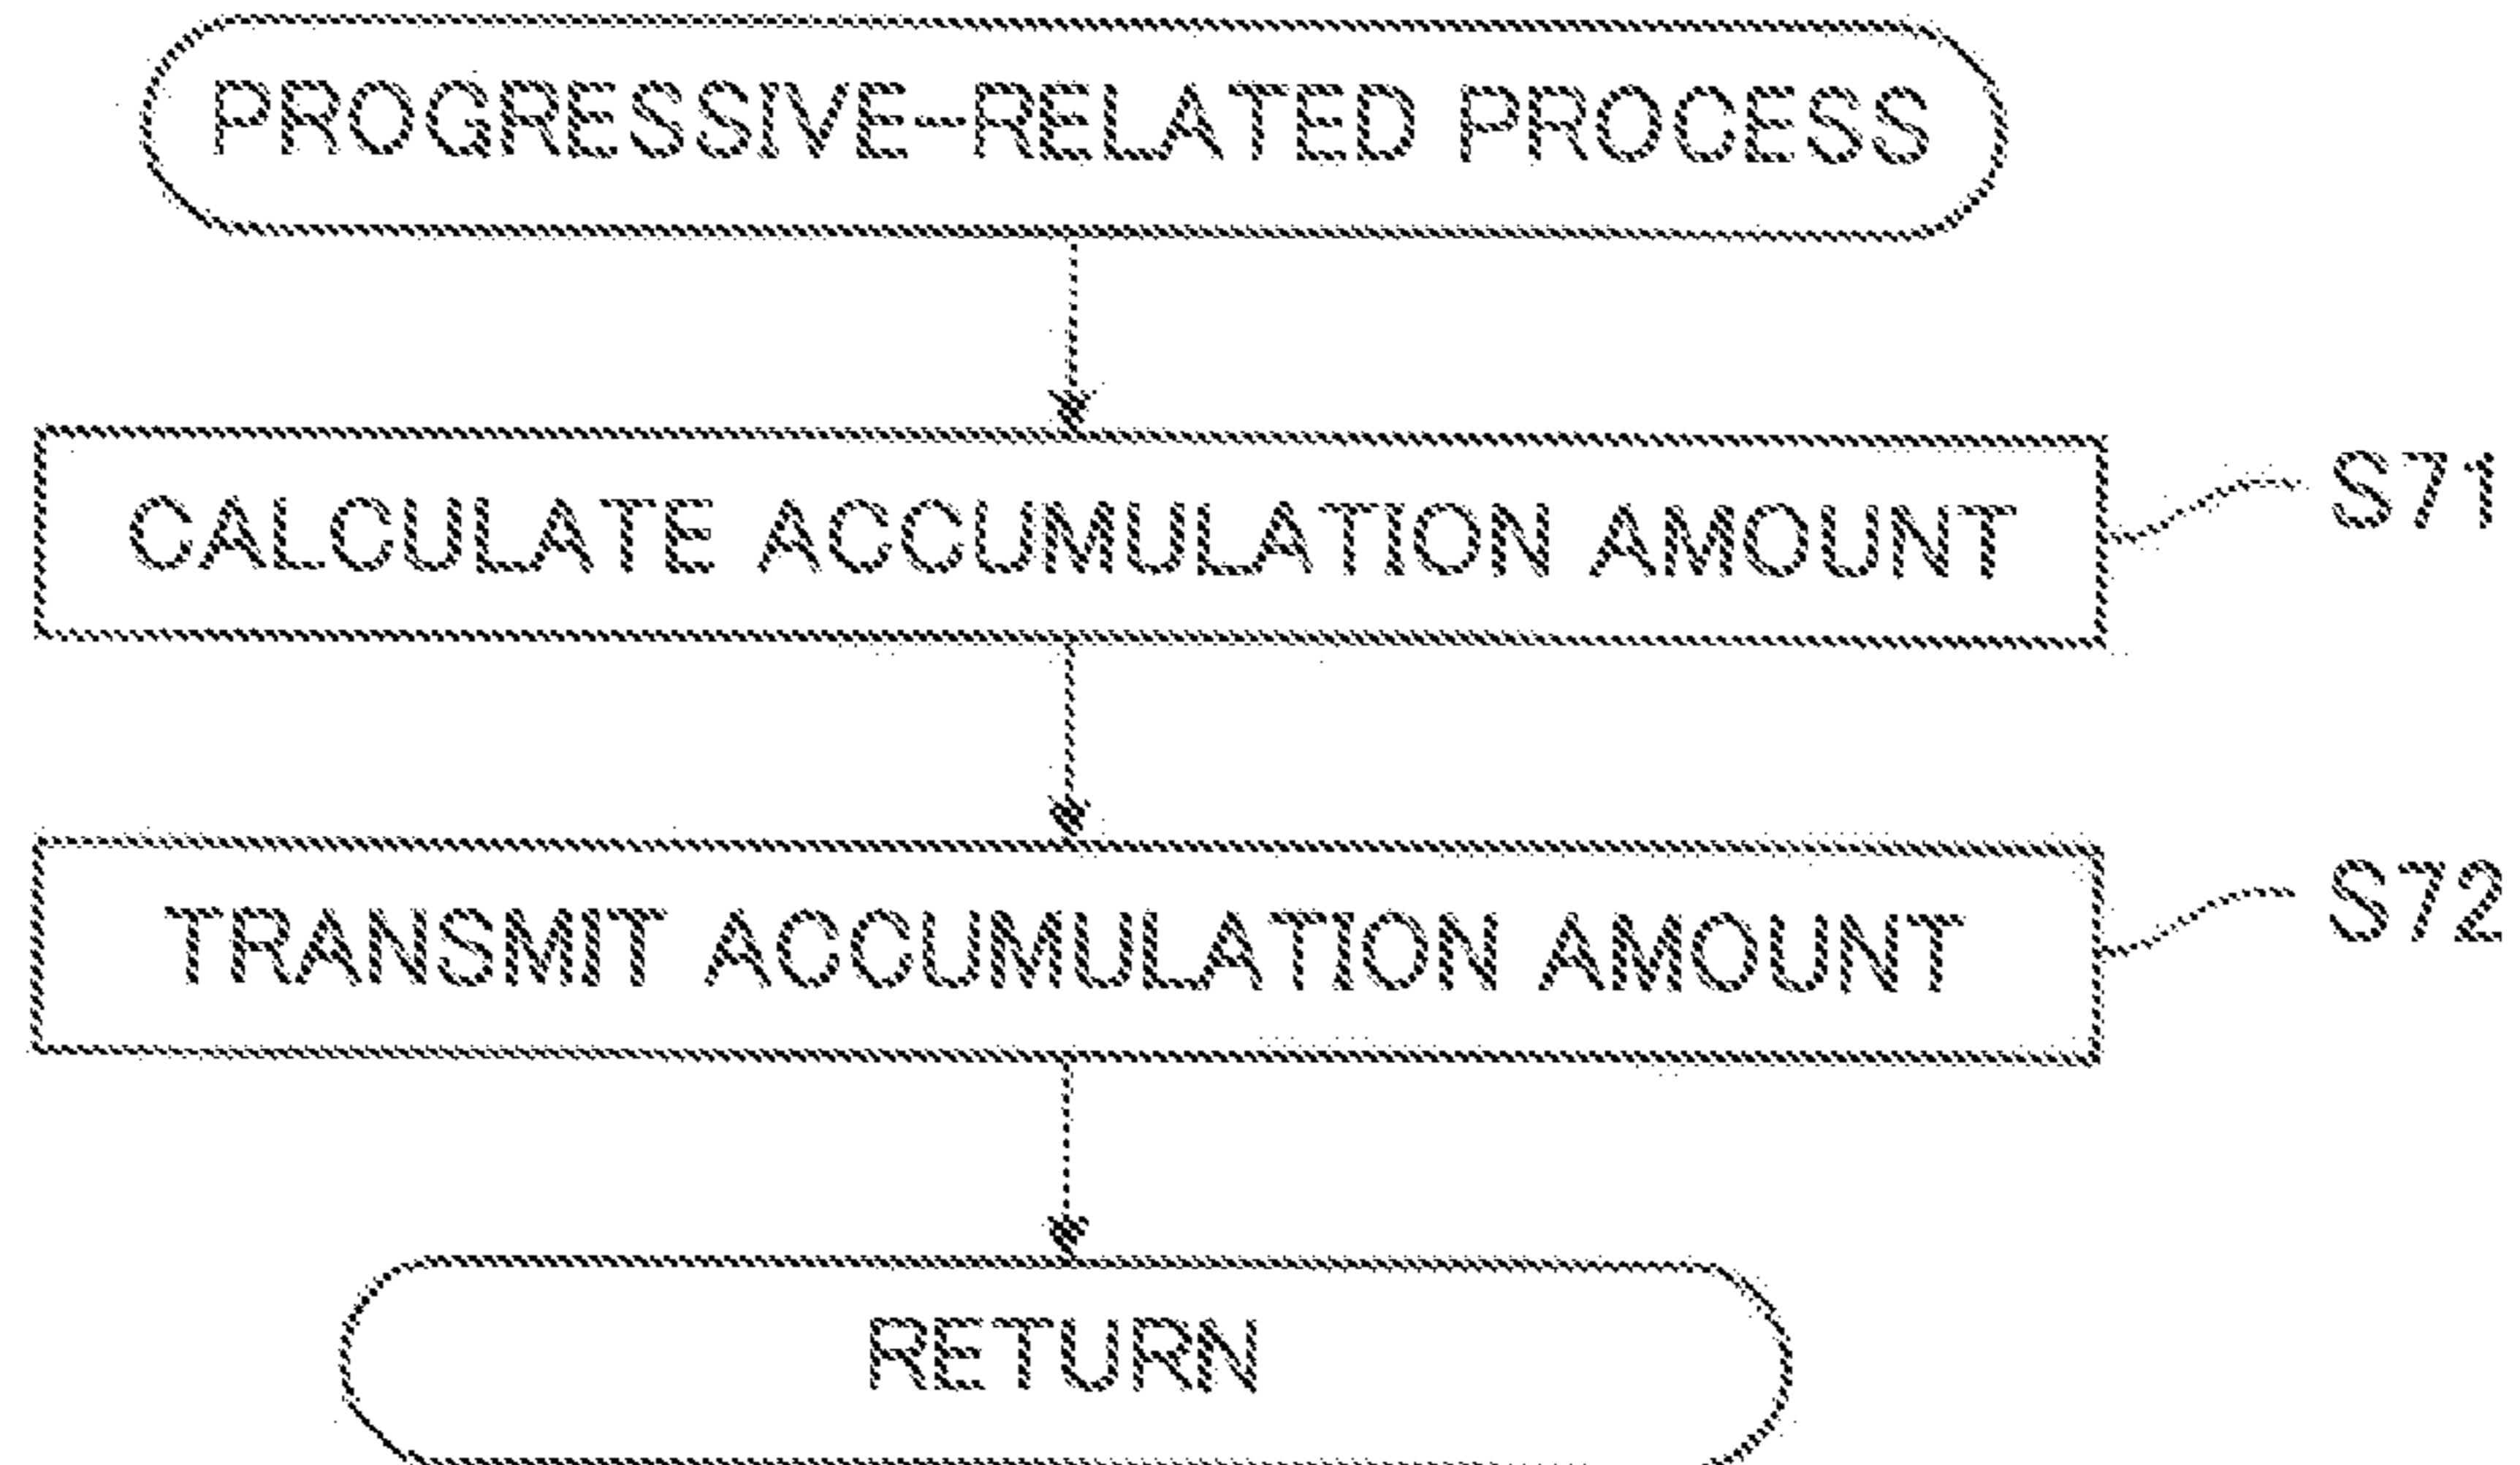 PROGRESSIVE-RELATED PROCESS
CALCULATE ACCUMULATION AMOUNT
S71
TRANSMIT ACCUMULATION AMOUNT
S72
RETURN